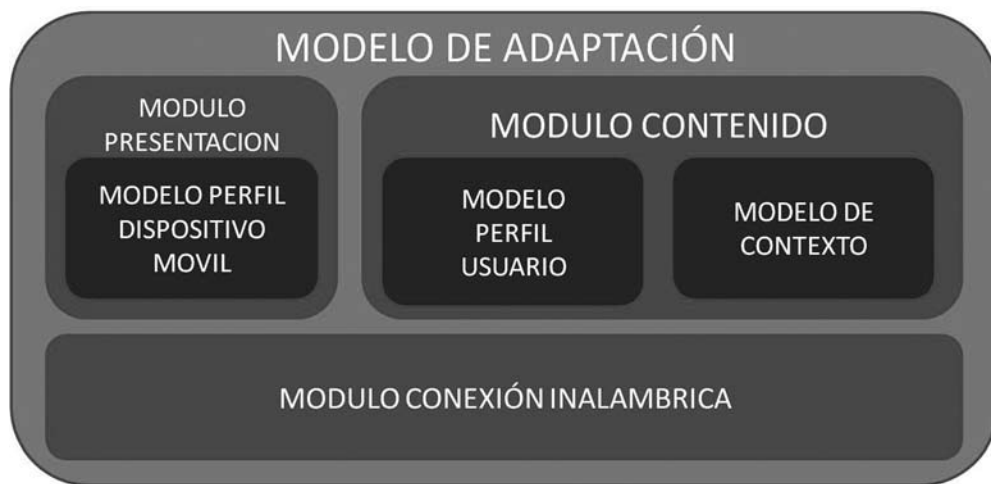 MODELO DE ADAPTACIÓN
MODULO
PRESENTACION
MODELO PERFIL
DISPOSITIVO
MOVIL
MODULO CONTENIDO
MODELO
PERFIL
USUARIO
MODELO DE
CONTEXTO
MODULO CONEXIÓN INALAMBRICA